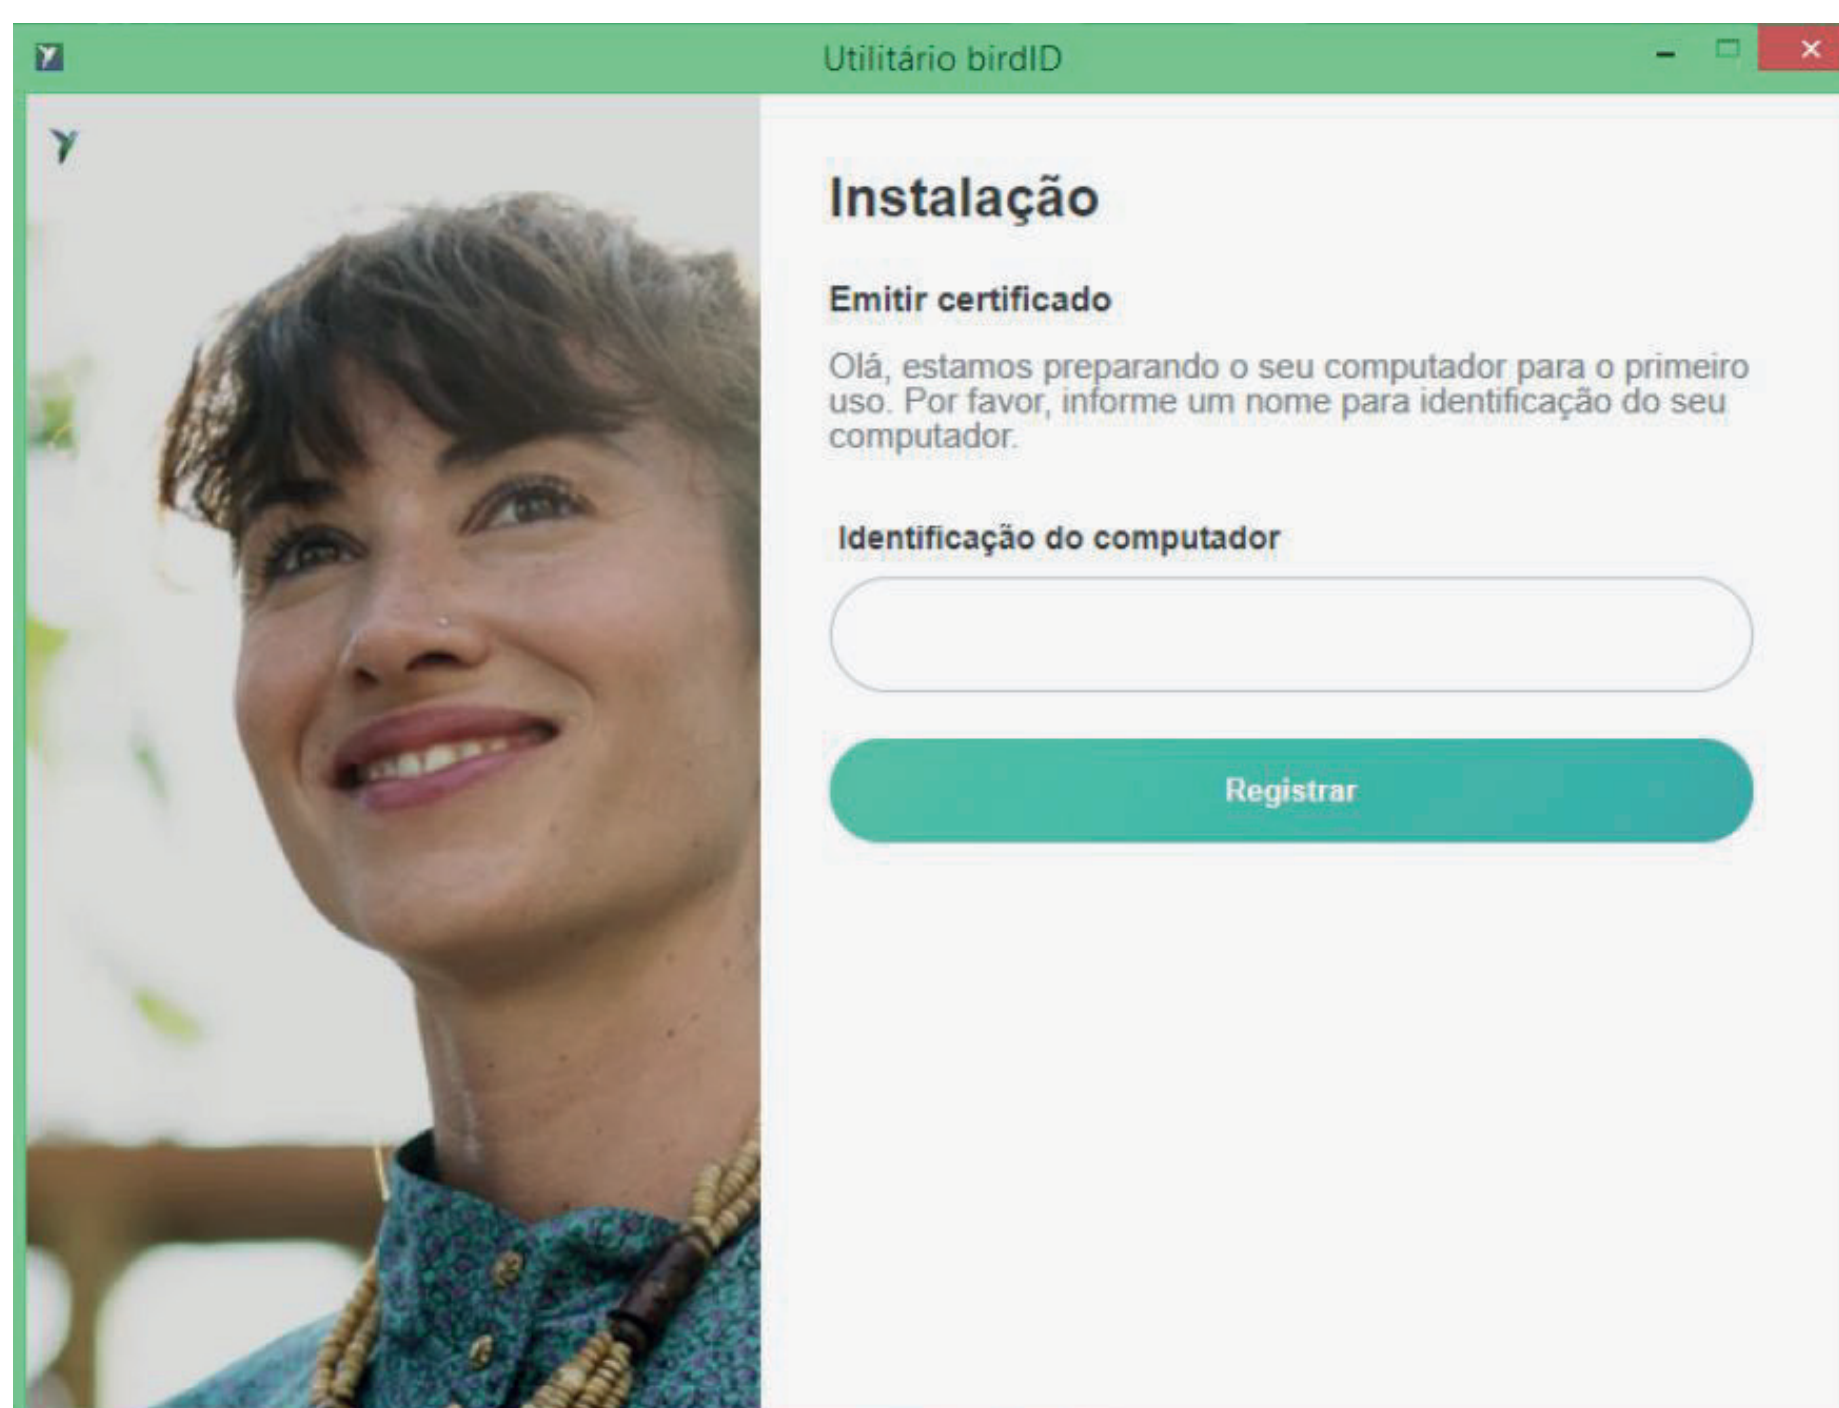 Utilitário birdID
Instalação
Emitir certificado
Olá, estamos preparando o seu computador para o primeiro
uso. Por favor, informe um nome para identificação do seu
computador.
Identificação do computador
Registrar